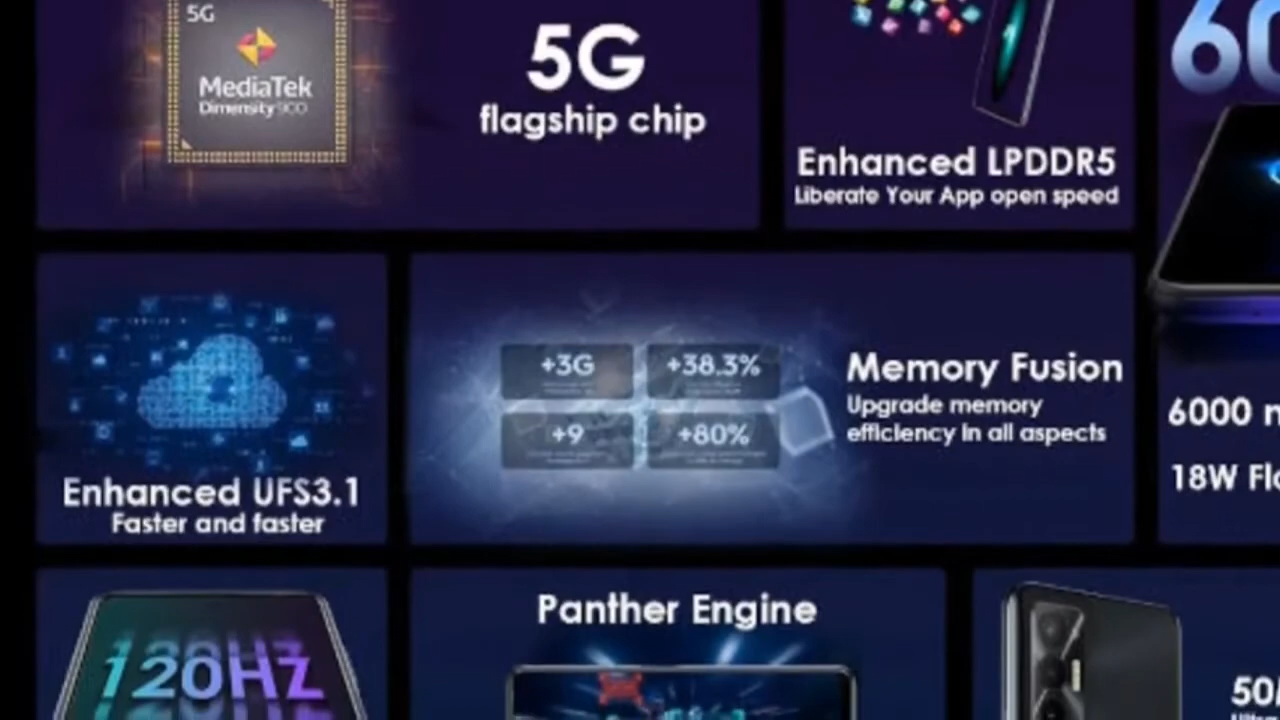 5G
MediaTek
Dimensity 900
5G
flagship chip
Enhanced LPDDR5
Liberate Your App open speed
60
Enhanced UFS3.1
Faster and faster
+3G
+38.3%
+9
+80%
Memory Fusion
Upgrade memory
efficiency in all aspects
6000
18W
120HZ
Panther Engine
50